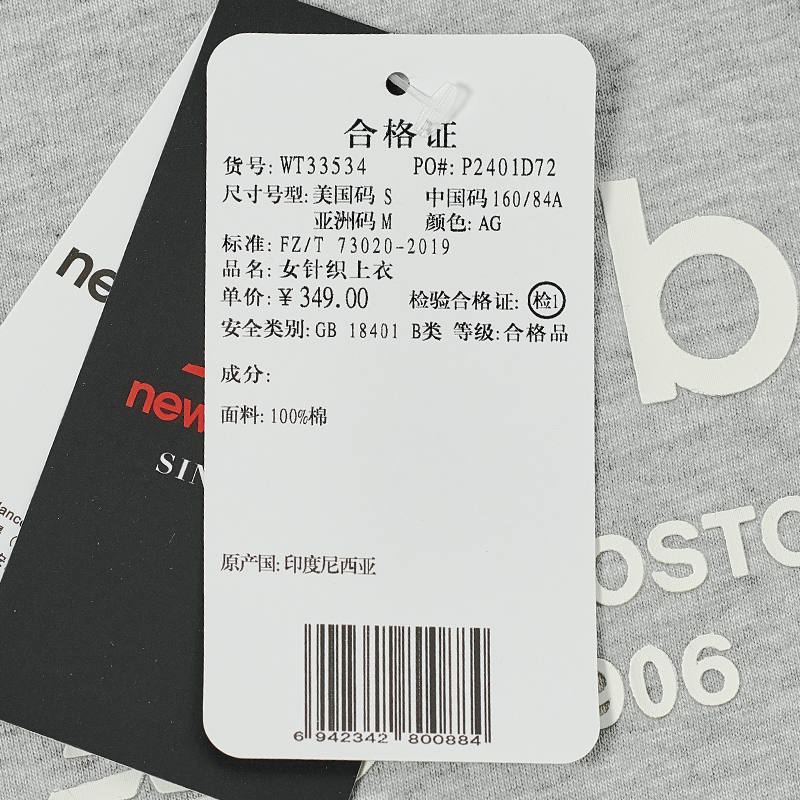 合格证
货号: WT33534 PO#: P2401D72
尺寸号型: 美国码 S 中国码 160/84A
亚洲码 M 颜色: AG
标准: FZ/T 73020-2019
品名: 女针织上衣
单价: ¥ 349.00 检验合格证: 检1
安全类别: GB 18401 B类 等级: 合格品
成分:
面料: 100%棉
原产国: 印度尼西亚
6 942342 800884
ne
new
SIN
b
OSTO
906